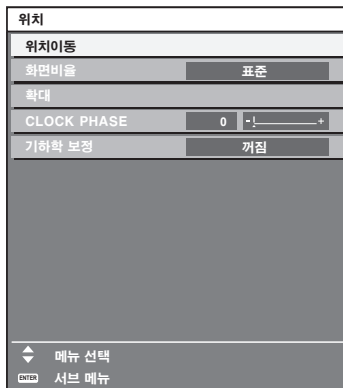 위치
위치이동
화면비율 표준
확대
CLOCK PHASE 0 - +
기하학 보정 꺼짐
메뉴 선택
ENTER 서브 메뉴